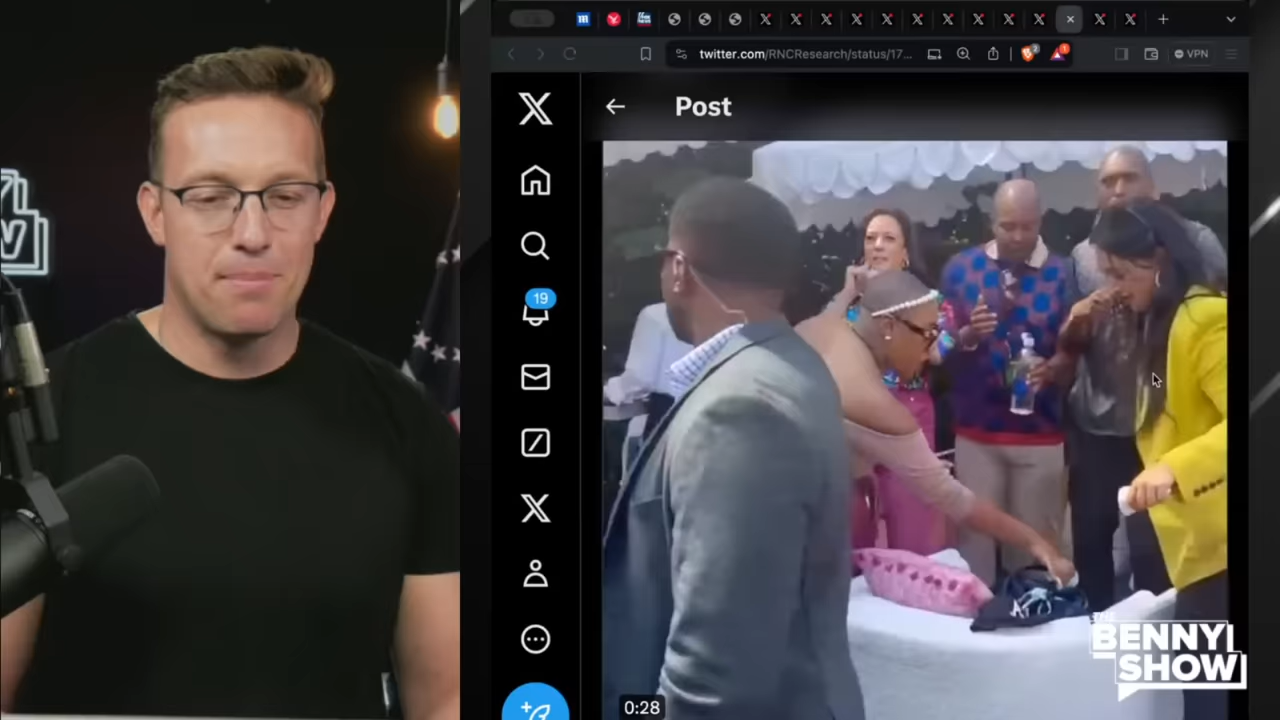 twitter.com/RNCResearch/status/17...
VPN
Post
19
0:28
THE
BENNY
SHOW